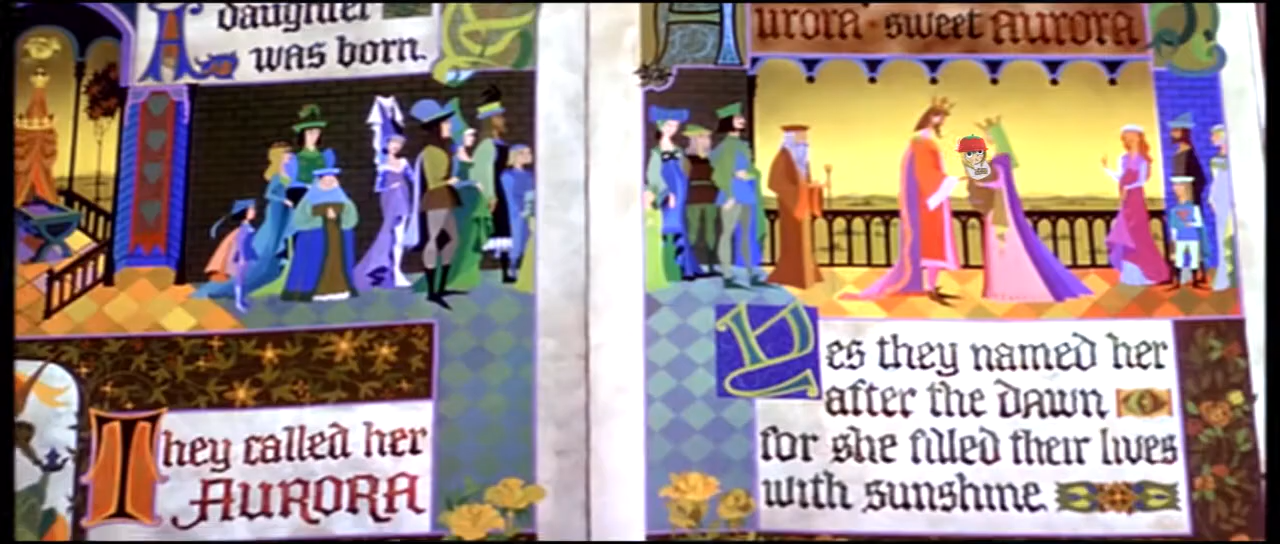 A daughter
was born.
They called her
AURORA
Aurora · sweet Aurora
Yes they named her
after the DAWN
for she filled their lives
with sunshine